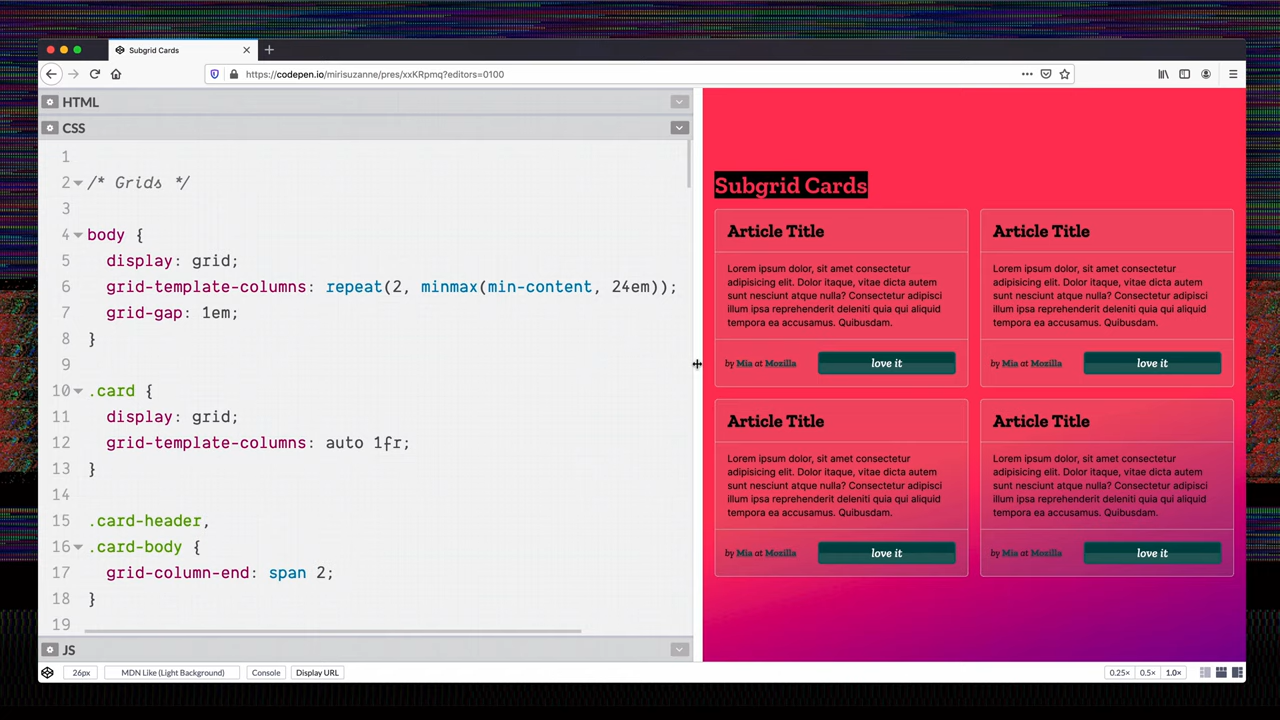 Subgrid Cards
https://codepen.io/mirisuzanne/pres/xxKRpmq?editors=0100
HTML
CSS
1
2 /* Grids */
3
4 body {
5 display: grid;
6 grid-template-columns: repeat(2, minmax(min-content, 24em));
7 grid-gap: 1em;
8 }
9
10 .card {
11 display: grid;
12 grid-template-columns: auto 1fr;
13 }
14
15 .card-header,
16 .card-body {
17 grid-column-end: span 2;
18 }
19
JS
Subgrid Cards
Article Title
Lorem ipsum dolor, sit amet consectetur
adipisicing elit. Dolor itaque, vitae dicta autem
sunt nesciunt atque nulla? Consectetur adipisci
illum ipsa reprehenderit deleniti quia qui aliquid
tempora ea accusamus. Quibusdam.
by Mia at Mozilla
love it
Article Title
Lorem ipsum dolor, sit amet consectetur
adipisicing elit. Dolor itaque, vitae dicta autem
sunt nesciunt atque nulla? Consectetur adipisci
illum ipsa reprehenderit deleniti quia qui aliquid
tempora ea accusamus. Quibusdam.
by Mia at Mozilla
love it
Article Title
Lorem ipsum dolor, sit amet consectetur
adipisicing elit. Dolor itaque, vitae dicta autem
sunt nesciunt atque nulla? Consectetur adipisci
illum ipsa reprehenderit deleniti quia qui aliquid
tempora ea accusamus. Quibusdam.
by Mia at Mozilla
love it
Article Title
Lorem ipsum dolor, sit amet consectetur
adipisicing elit. Dolor itaque, vitae dicta autem
sunt nesciunt atque nulla? Consectetur adipisci
illum ipsa reprehenderit deleniti quia qui aliquid
tempora ea accusamus. Quibusdam.
by Mia at Mozilla
love it
26px MDN Like (Light Background) Console Display URL 0.25× 0.5× 1.0×